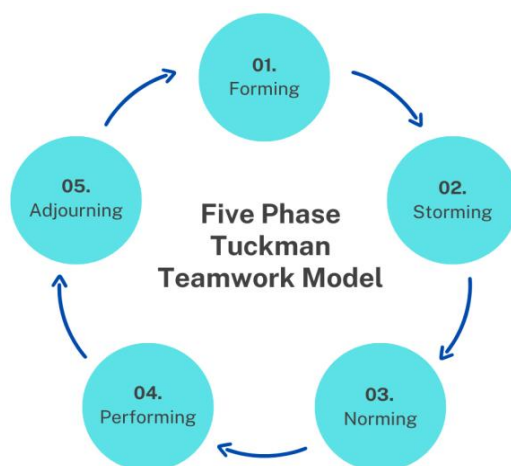 01.
Forming
02.
Storming
03.
Norming
04.
Performing
05.
Adjourning
Five Phase
Tuckman
Teamwork Model